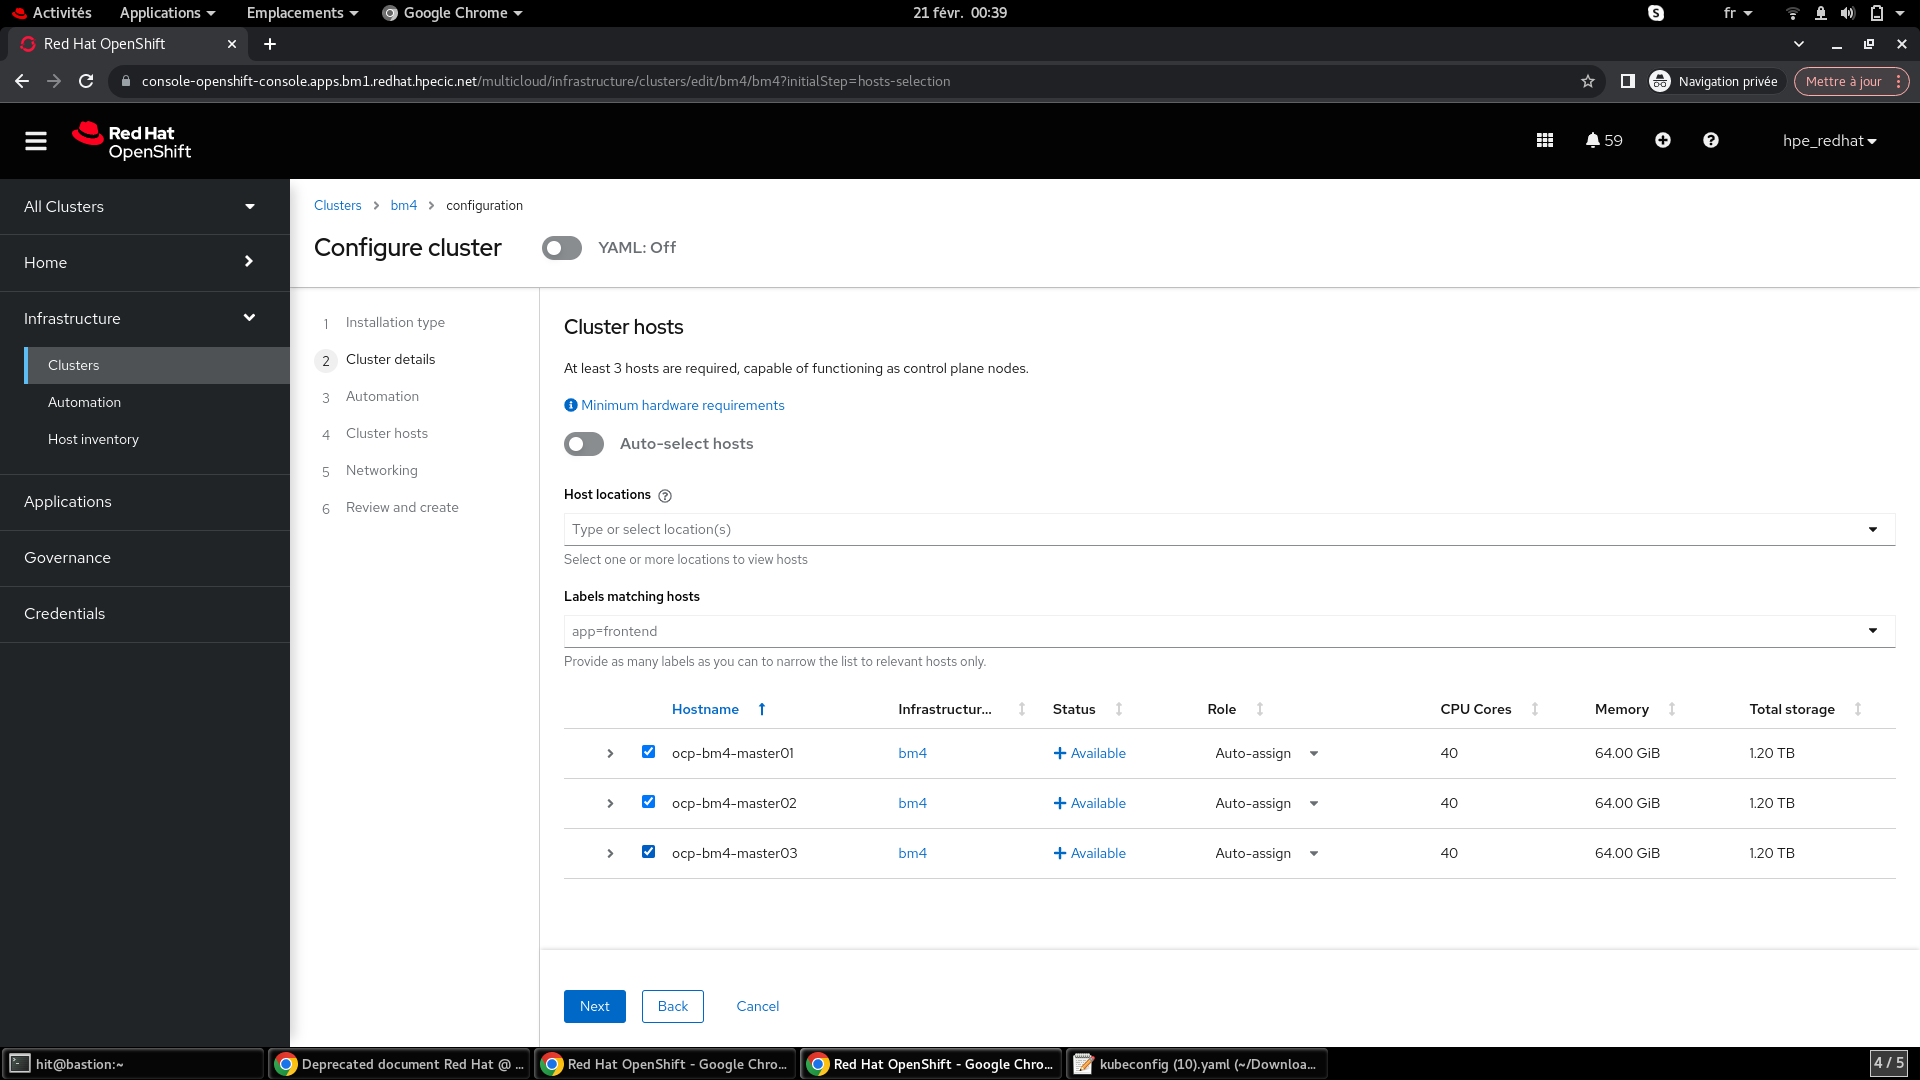 Activités Applications Emplacements Google Chrome 21 févr. 00:39 fr
Red Hat OpenShift
console-openshift-console.apps.bm1.redhat.hpecic.net/multicloud/infrastructure/clusters/edit/bm4/bm4?initialStep=hosts-selection Navigation privée Mettre à jour
Red Hat
OpenShift
59 hpe_redhat
All Clusters
Home
Infrastructure
Clusters
Automation
Host inventory
Applications
Governance
Credentials
Clusters bm4 configuration
Configure cluster YAML: Off
1 Installation type
2 Cluster details
3 Automation
4 Cluster hosts
5 Networking
6 Review and create
Cluster hosts
At least 3 hosts are required, capable of functioning as control plane nodes.
Minimum hardware requirements
Auto-select hosts
Host locations
Type or select location(s)
Select one or more locations to view hosts
Labels matching hosts
app=frontend
Provide as many labels as you can to narrow the list to relevant hosts only.
Hostname Infrastructur... Status Role CPU Cores Memory Total storage
ocp-bm4-master01 bm4 Available Auto-assign 40 64.00 GiB 1.20 TB
ocp-bm4-master02 bm4 Available Auto-assign 40 64.00 GiB 1.20 TB
ocp-bm4-master03 bm4 Available Auto-assign 40 64.00 GiB 1.20 TB
Next Back Cancel
hit@bastion:~ Deprecated document Red Hat @ ... Red Hat OpenShift - Google Chro... Red Hat OpenShift - Google Chro... kubeconfig (10).yaml (~/Downloa... 4 / 5